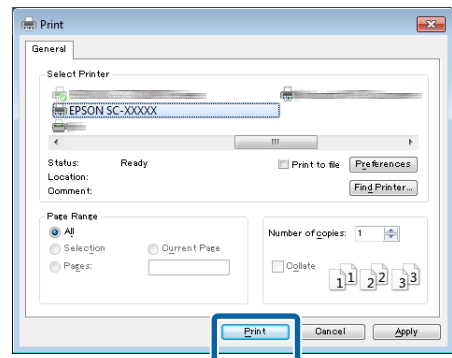 Print
General
Select Printer
EPSON SC-XXXXX
Status: Ready
Print to file Preferences
Location:
Comment:
Find Printer...
Page Range
All
Selection Current Page
Pages:
Number of copies: 1
Collate
1 1 2 2 3 3
Print Cancel Apply